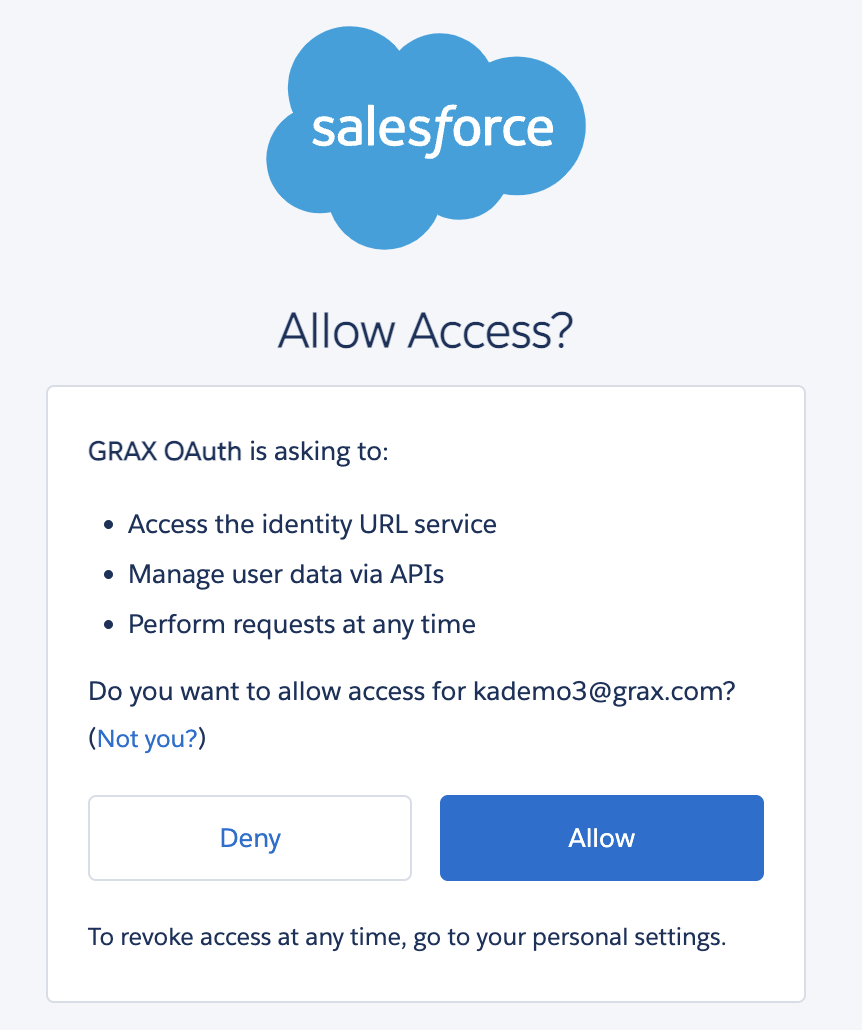 salesforce
Allow Access?
GRAX OAuth is asking to:
• Access the identity URL service
• Manage user data via APIs
• Perform requests at any time
Do you want to allow access for kademo3@grax.com?
(Not you?)
Deny
Allow
To revoke access at any time, go to your personal settings.